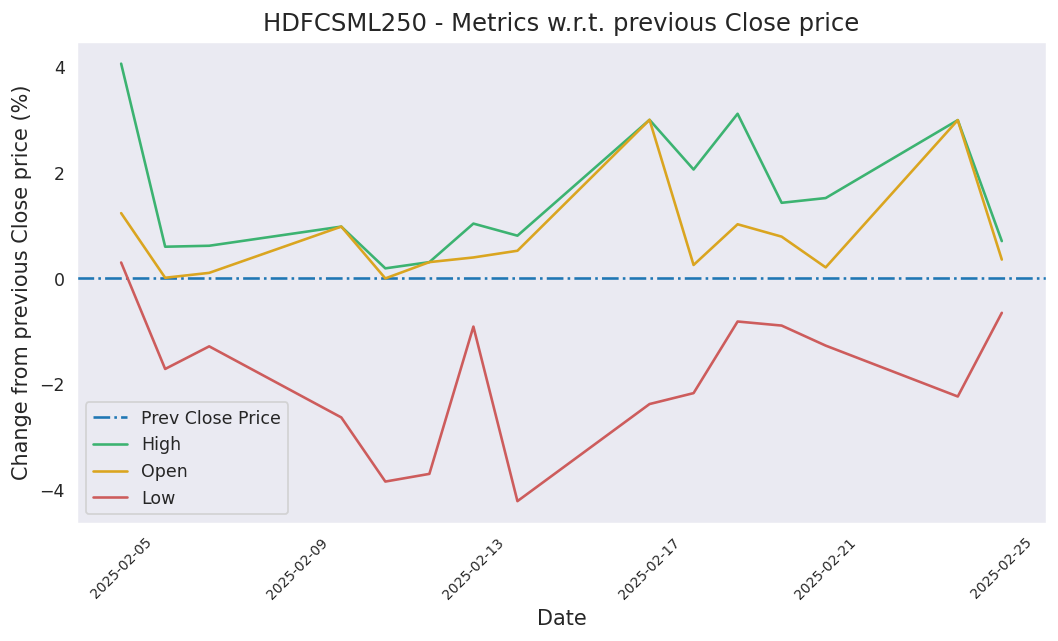 HDFCSML250 - Metrics w.r.t. previous Close price
Change from previous Close price (%)
4
2
0
−2
−4
Prev Close Price
High
Open
Low
2025-02-05
2025-02-09
2025-02-13
2025-02-17
2025-02-21
2025-02-25
Date